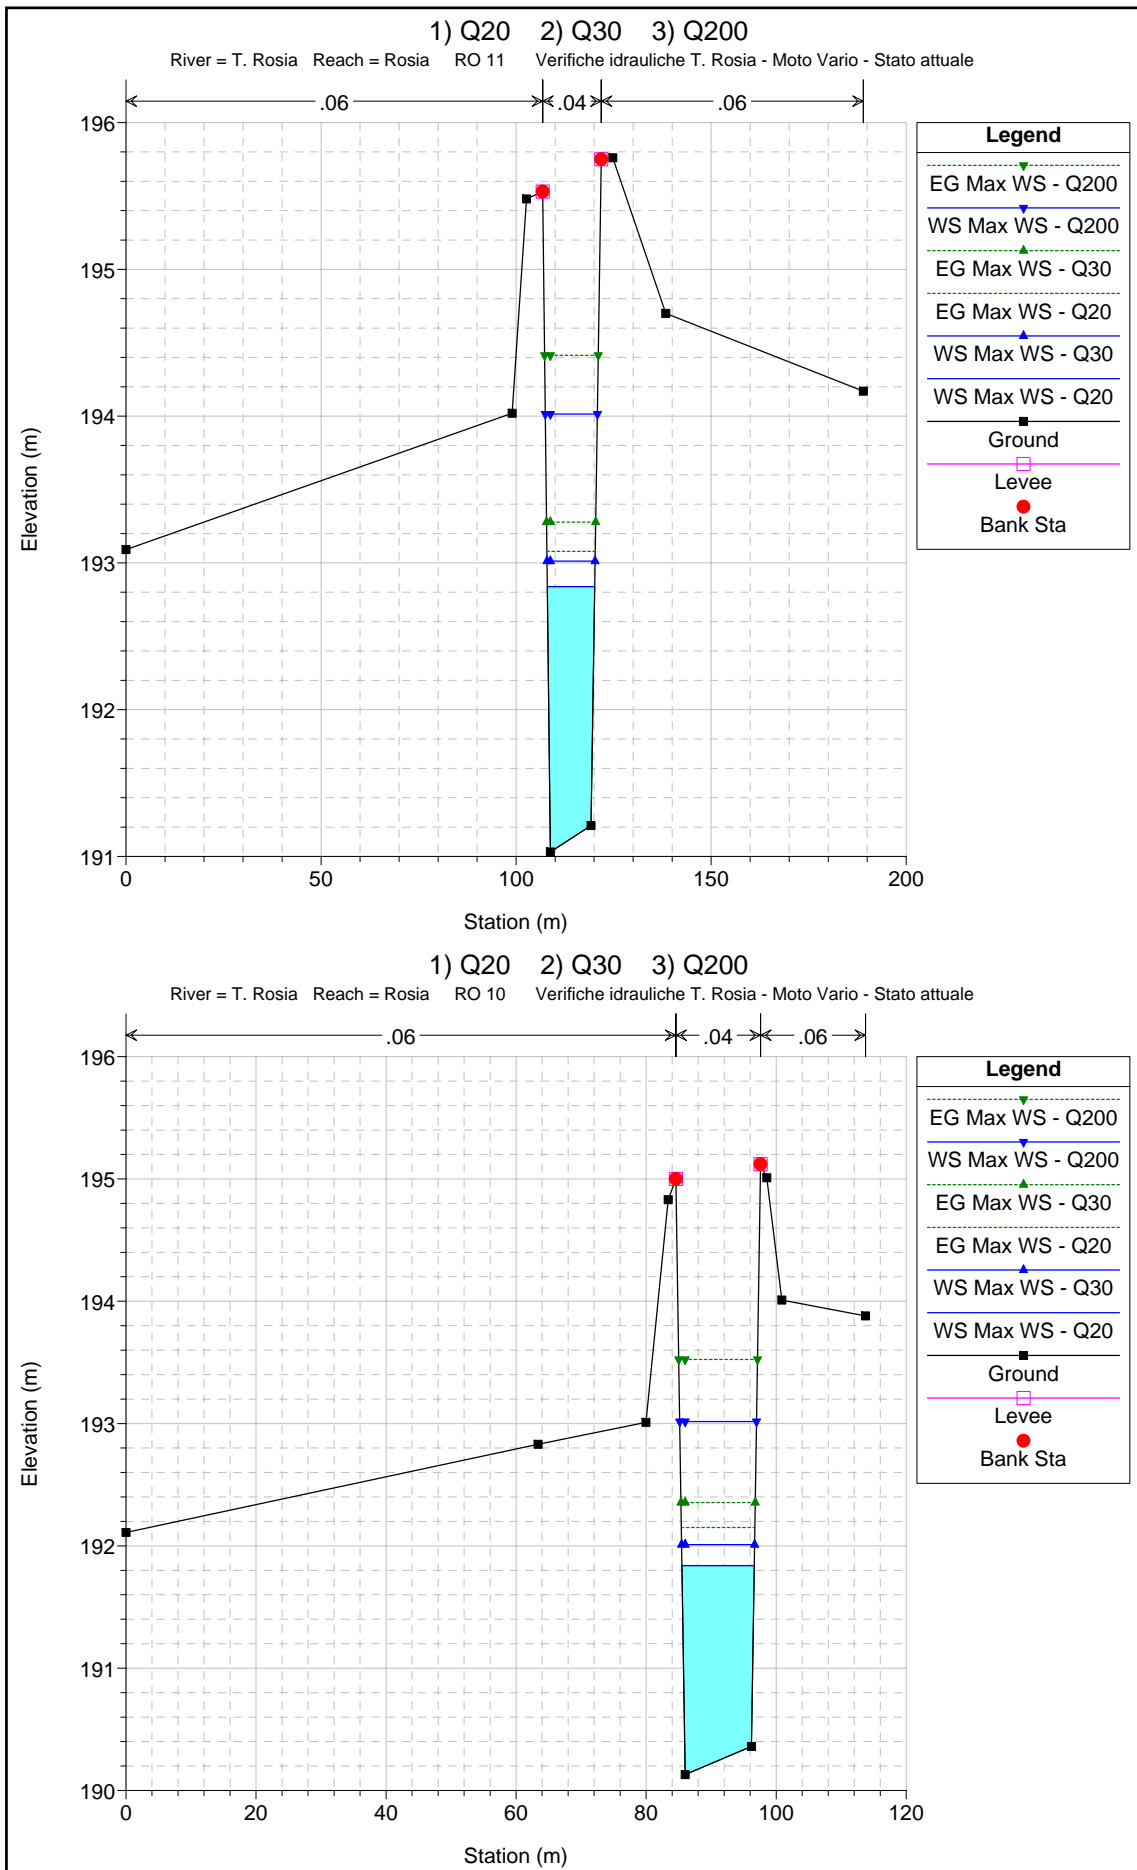 1) Q20 2) Q30 3) Q200
River = T. Rosia Reach = Rosia RO 11 Verifiche idrauliche T. Rosia - Moto Vario - Stato attuale
.06 .04 .06
196
195
194
193
192
191
0 50 100 150 200
Station (m)
Elevation (m)
Legend
EG Max WS - Q200
WS Max WS - Q200
EG Max WS - Q30
EG Max WS - Q20
WS Max WS - Q30
WS Max WS - Q20
Ground
Levee
Bank Sta
1) Q20 2) Q30 3) Q200
River = T. Rosia Reach = Rosia RO 10 Verifiche idrauliche T. Rosia - Moto Vario - Stato attuale
.06 .04 .06
196
195
194
193
192
191
190
0 20 40 60 80 100 120
Station (m)
Elevation (m)
Legend
EG Max WS - Q200
WS Max WS - Q200
EG Max WS - Q30
EG Max WS - Q20
WS Max WS - Q30
WS Max WS - Q20
Ground
Levee
Bank Sta